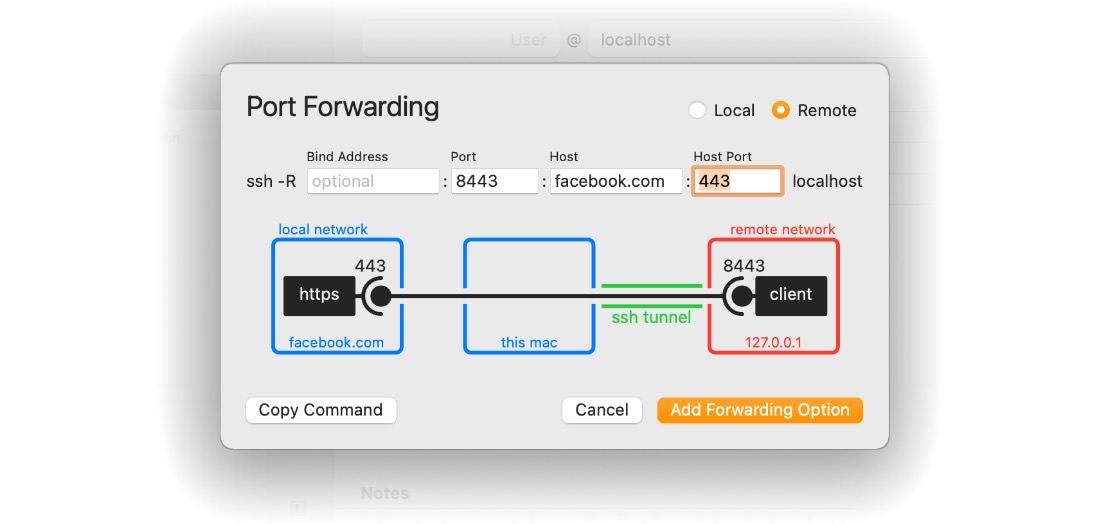 User @ localhost
Port Forwarding
Local Remote
Bind Address Port Host Host Port
ssh -R optional : 8443 : facebook.com : 443 localhost
local network remote network
443 8443
https client
ssh tunnel
facebook.com this mac 127.0.0.1
Copy Command Cancel Add Forwarding Option
Notes